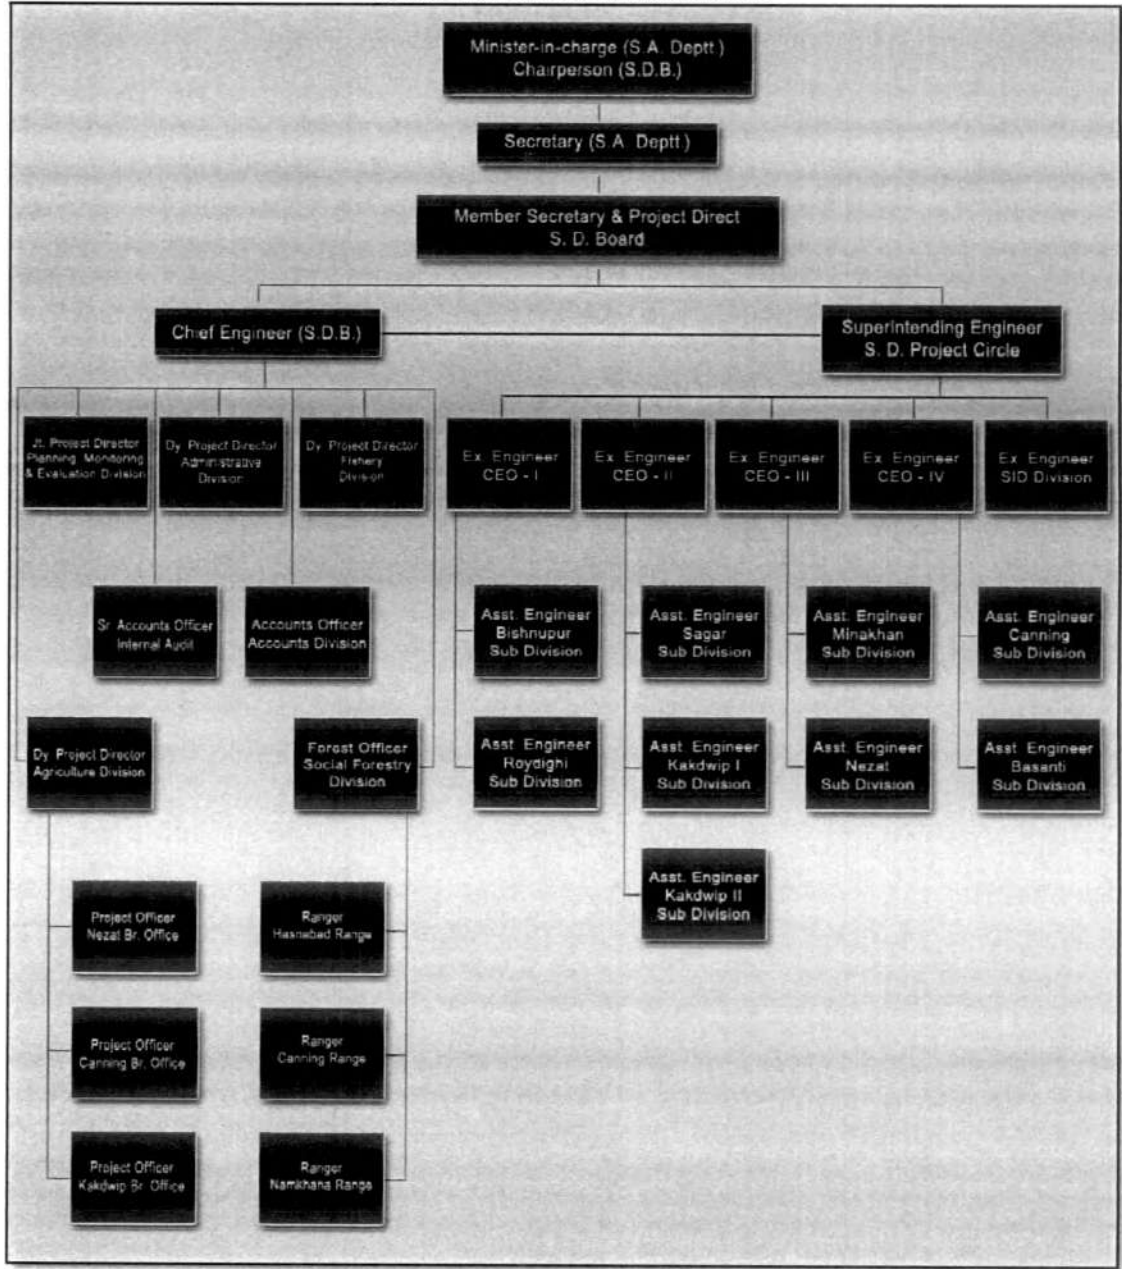 Minister-in-charge (S.A. Deptt.)
Chairperson (S.D.B.)
Secretary (S.A. Deptt.)
Member Secretary & Project Direct
S. D. Board
Chief Engineer (S.D.B.)
Superintending Engineer
S. D. Project Circle
Jt. Project Director
Planning, Monitoring
& Evaluation Division
Dy. Project Director
Administrative
Division
Dy. Project Director
Fishery
Division
Ex. Engineer
CEO - I
Ex. Engineer
CEO - II
Ex. Engineer
CEO - III
Ex. Engineer
CEO - IV
Ex. Engineer
SID Division
Sr. Accounts Officer
Internal Audit
Accounts Officer
Accounts Division
Asst. Engineer
Bishnupur
Sub Division
Asst. Engineer
Sagar
Sub Division
Asst. Engineer
Minakhan
Sub Division
Asst. Engineer
Canning
Sub Division
Dy. Project Director
Agriculture Division
Forest Officer
Social Forestry
Division
Asst. Engineer
Roydighi
Sub Division
Asst. Engineer
Kakdwip I
Sub Division
Asst. Engineer
Nezat
Sub Division
Asst. Engineer
Basanti
Sub Division
Asst. Engineer
Kakdwip II
Sub Division
Project Officer
Nezat Br. Office
Ranger
Hasnabad Range
Project Officer
Canning Br. Office
Ranger
Canning Range
Project Officer
Kakdwip Br. Office
Ranger
Namkhana Range